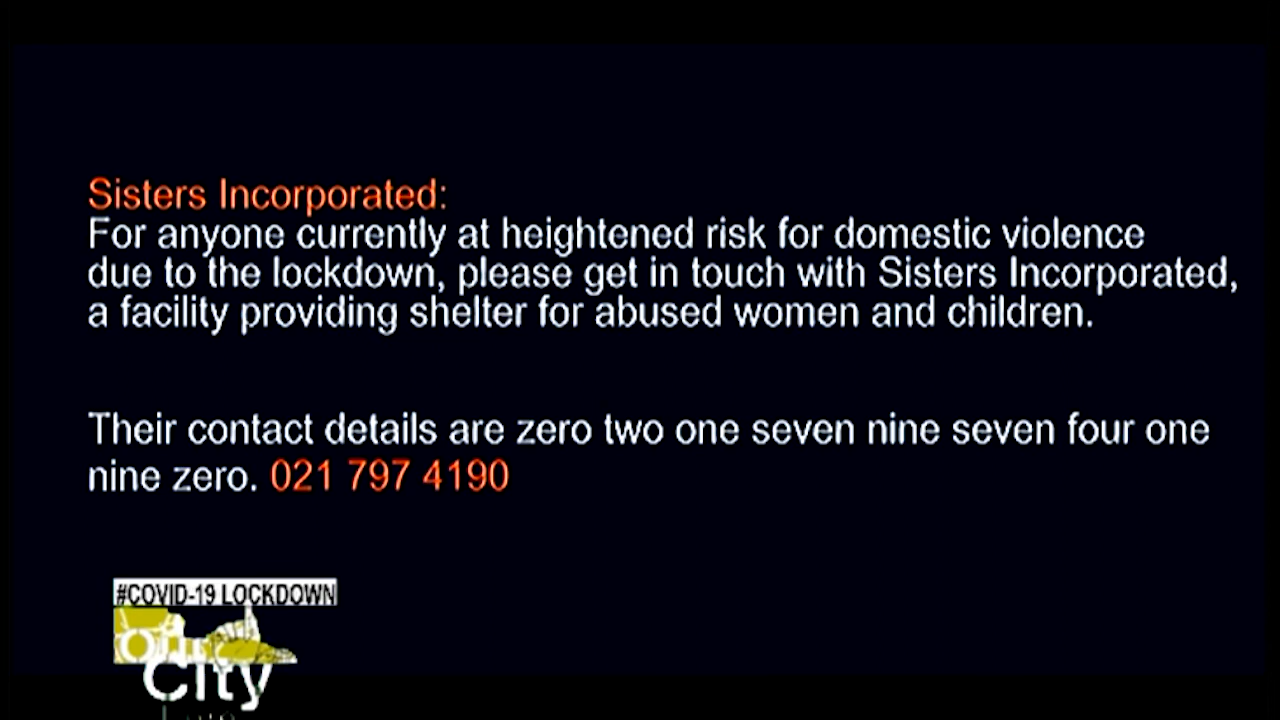 Sisters Incorporated:
For anyone currently at heightened risk for domestic violence
due to the lockdown, please get in touch with Sisters Incorporated,
a facility providing shelter for abused women and children.
Their contact details are zero two one seven nine seven four one
nine zero. 021 797 4190
#COVID-19 LOCKDOWN
our
City